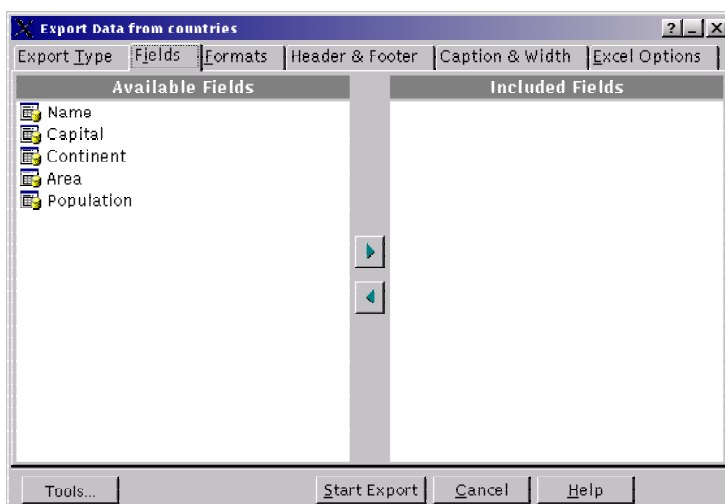 Export Data from countries
Export Type Fields Formats Header & Footer Caption & Width Excel Options
Available Fields Included Fields
Name
Capital
Continent
Area
Population
Tools... Start Export Cancel Help